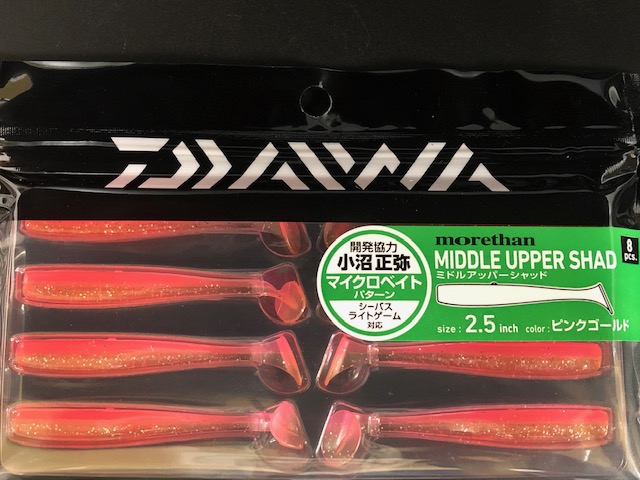 DAIWA
開発協力
小沼 正弥
マイクロベイト
パターン
シーバス
ライトゲーム
対応
morethan
MIDDLE UPPER SHAD
ミドルアッパーシャッド
size : 2.5 inch color : ピンクゴールド
8
pcs.